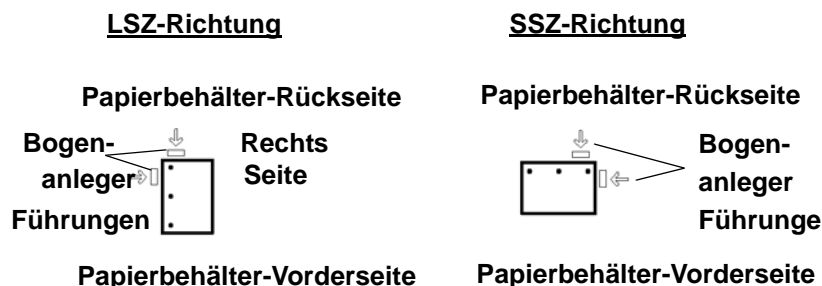 LSZ-Richtung
Papierbehälter-Rückseite
Bogen-
anleger
Führungen
Rechts
Seite
Papierbehälter-Vorderseite
SSZ-Richtung
Papierbehälter-Rückseite
Bogen-
anleger
Führunge
Papierbehälter-Vorderseite